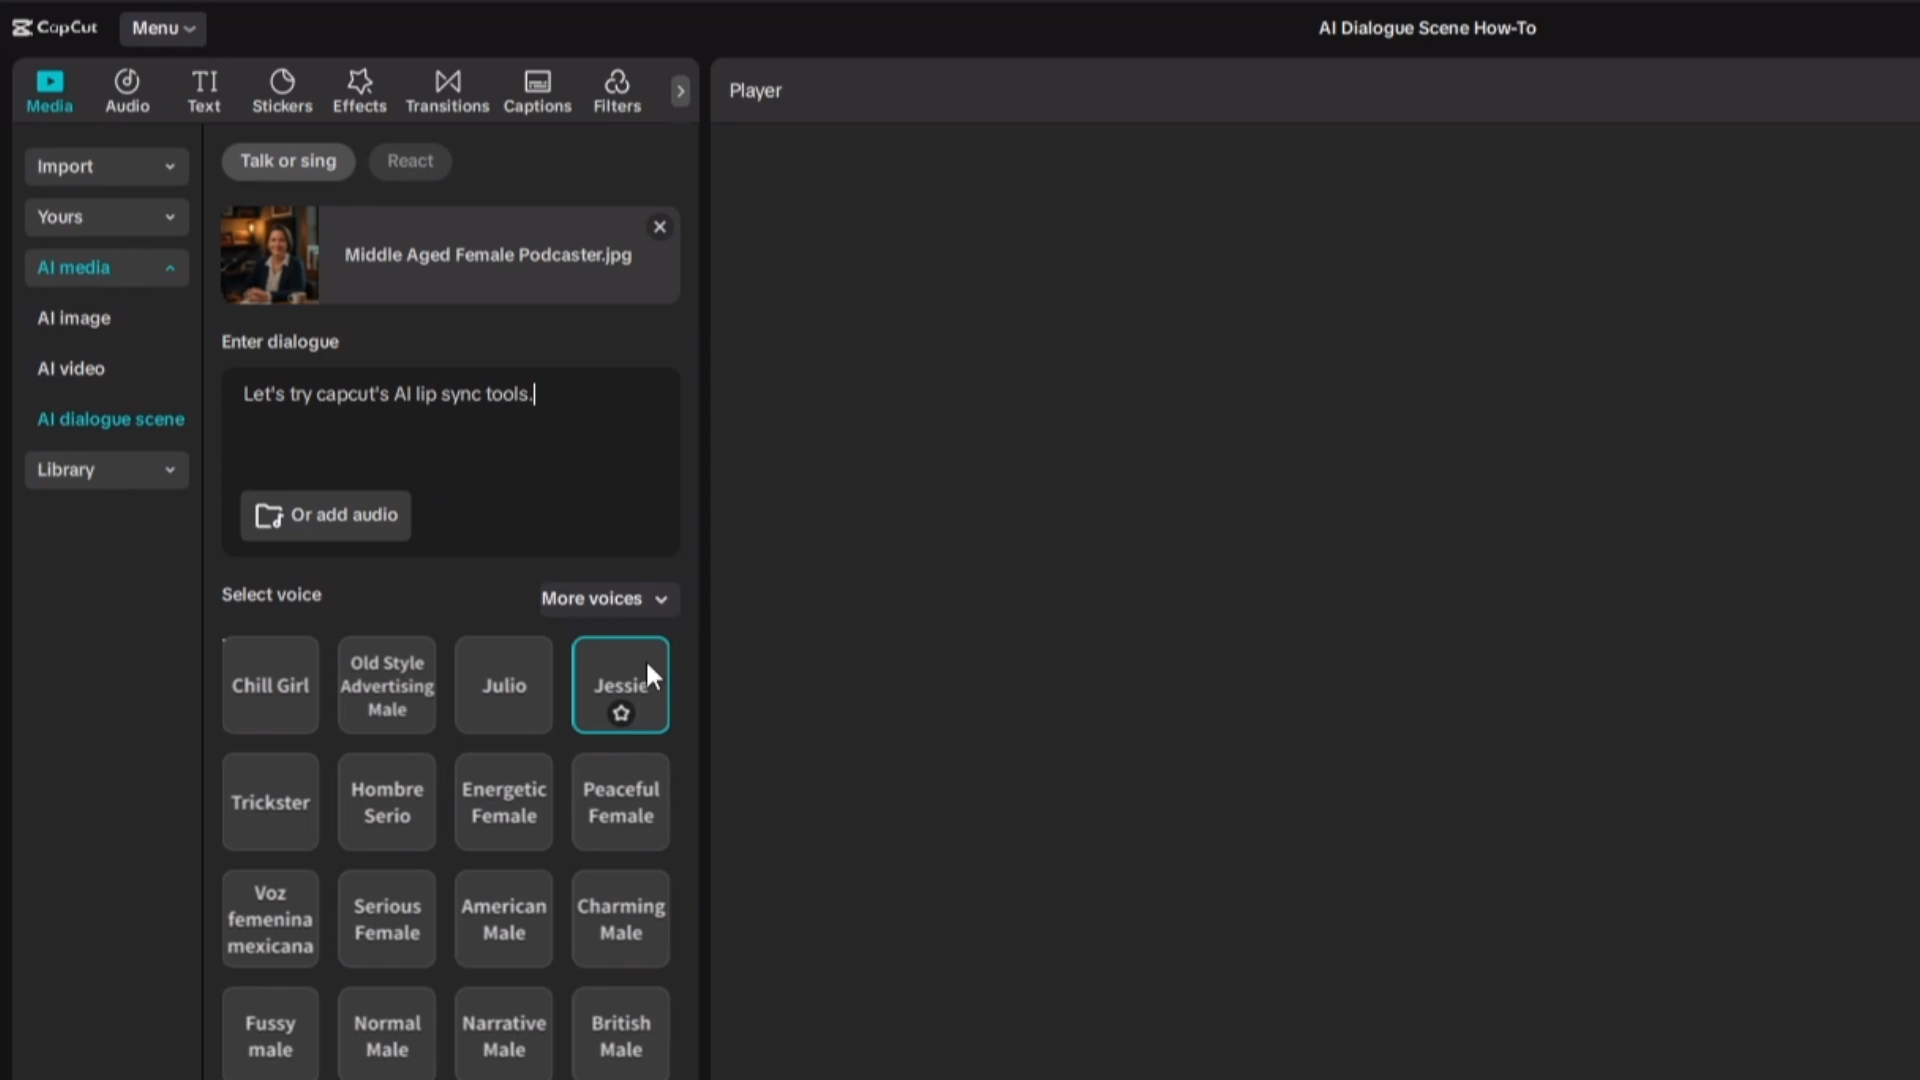 CapCut
Menu
AI Dialogue Scene How-To
Media
Audio
TI
Text
Stickers
Effects
Transitions
Captions
Filters
Player
Import
Yours
AI media
AI image
AI video
AI dialogue scene
Library
Talk or sing
React
Middle Aged Female Podcaster.jpg
Enter dialogue
Let's try capcut's AI lip sync tools.
Or add audio
Select voice
More voices
Chill Girl
Old Style
Advertising
Male
Julio
Jessie
Trickster
Hombre
Serio
Energetic
Female
Peaceful
Female
Voz
femenina
mexicana
Serious
Female
American
Male
Charming
Male
Fussy
male
Normal
Male
Narrative
Male
British
Male